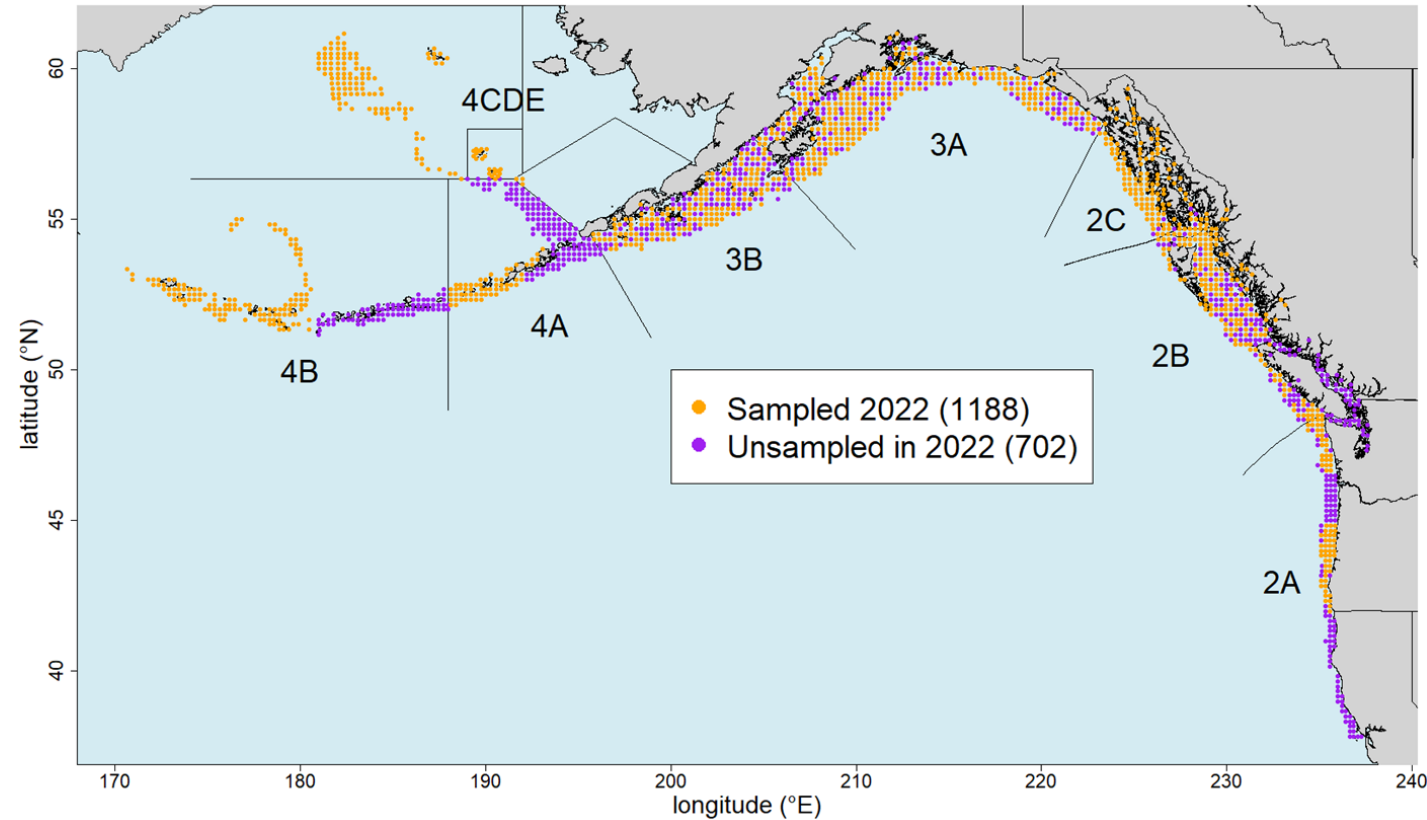 60
55
50
45
40
latitude (°N)
4CDE
3A
2C
3B
4A
2B
4B
Sampled 2022 (1188)
Unsampled in 2022 (702)
2A
170
180
190
200
210
220
230
240
longitude (°E)